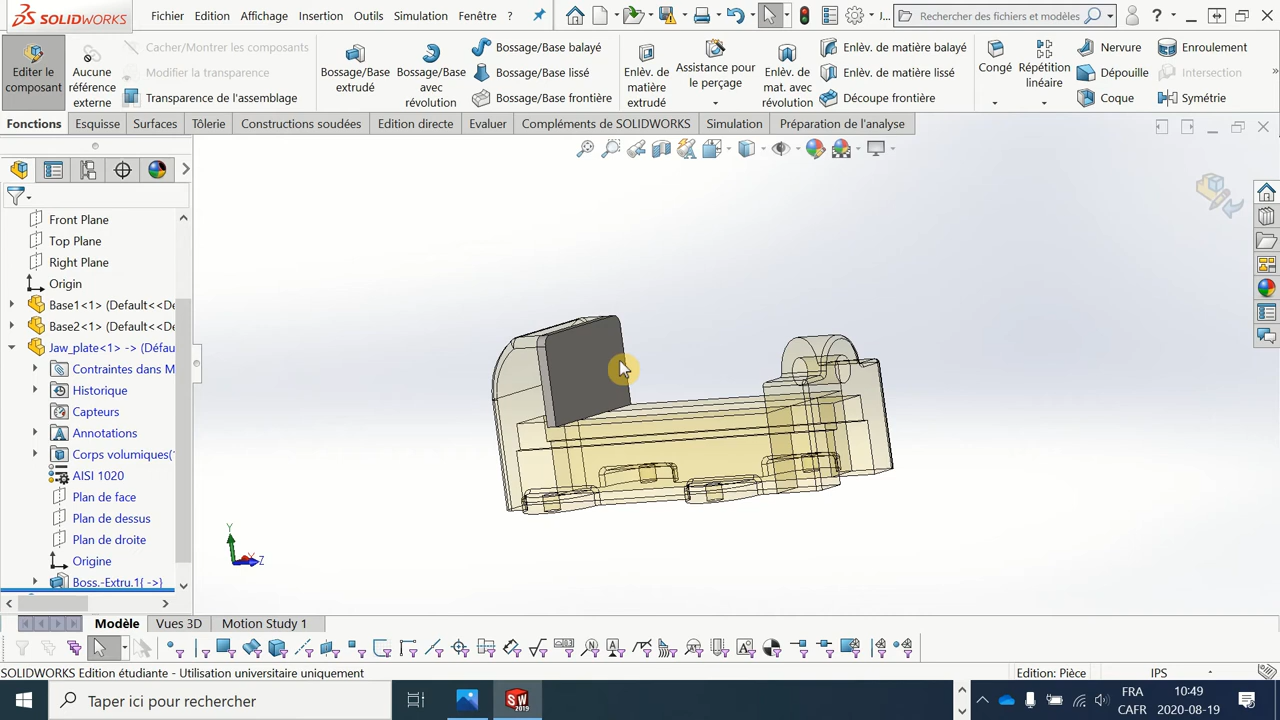 SOLIDWORKS
Fichier Edition Affichage Insertion Outils Simulation Fenêtre ?
J...
Rechercher des fichiers et modèles
?
Editer le composant
Aucune référence externe
Cacher/Montrer les composants
Modifier la transparence
Transparence de l'assemblage
Bossage/Base extrudé
Bossage/Base avec révolution
Bossage/Base balayé
Bossage/Base lissé
Bossage/Base frontière
Enlèv. de matière extrudé
Assistance pour le perçage
Enlèv. de mat. avec révolution
Enlèv. de matière balayé
Enlèv. de matière lissé
Découpe frontière
Congé
Répétition linéaire
Nervure
Dépouille
Coque
Enroulement
Intersection
Symétrie
Fonctions Esquisse Surfaces Tôlerie Constructions soudées Edition directe Evaluer Compléments de SOLIDWORKS Simulation Préparation de l'analyse
Front Plane
Top Plane
Right Plane
Origin
Base1<1> (Default<<De
Base2<1> (Default<<De
Jaw_plate<1> -> (Défau
Contraintes dans M
Historique
Capteurs
Annotations
Corps volumiques(1
AISI 1020
Plan de face
Plan de dessus
Plan de droite
Origine
Boss.-Extru.1{ ->}
Y
Z
Modèle Vues 3D Motion Study 1
SOLIDWORKS Edition étudiante - Utilisation universitaire uniquement
Edition: Pièce
IPS
Taper ici pour rechercher
SW
2019
FRA
CAFR
10:49
2020-08-19